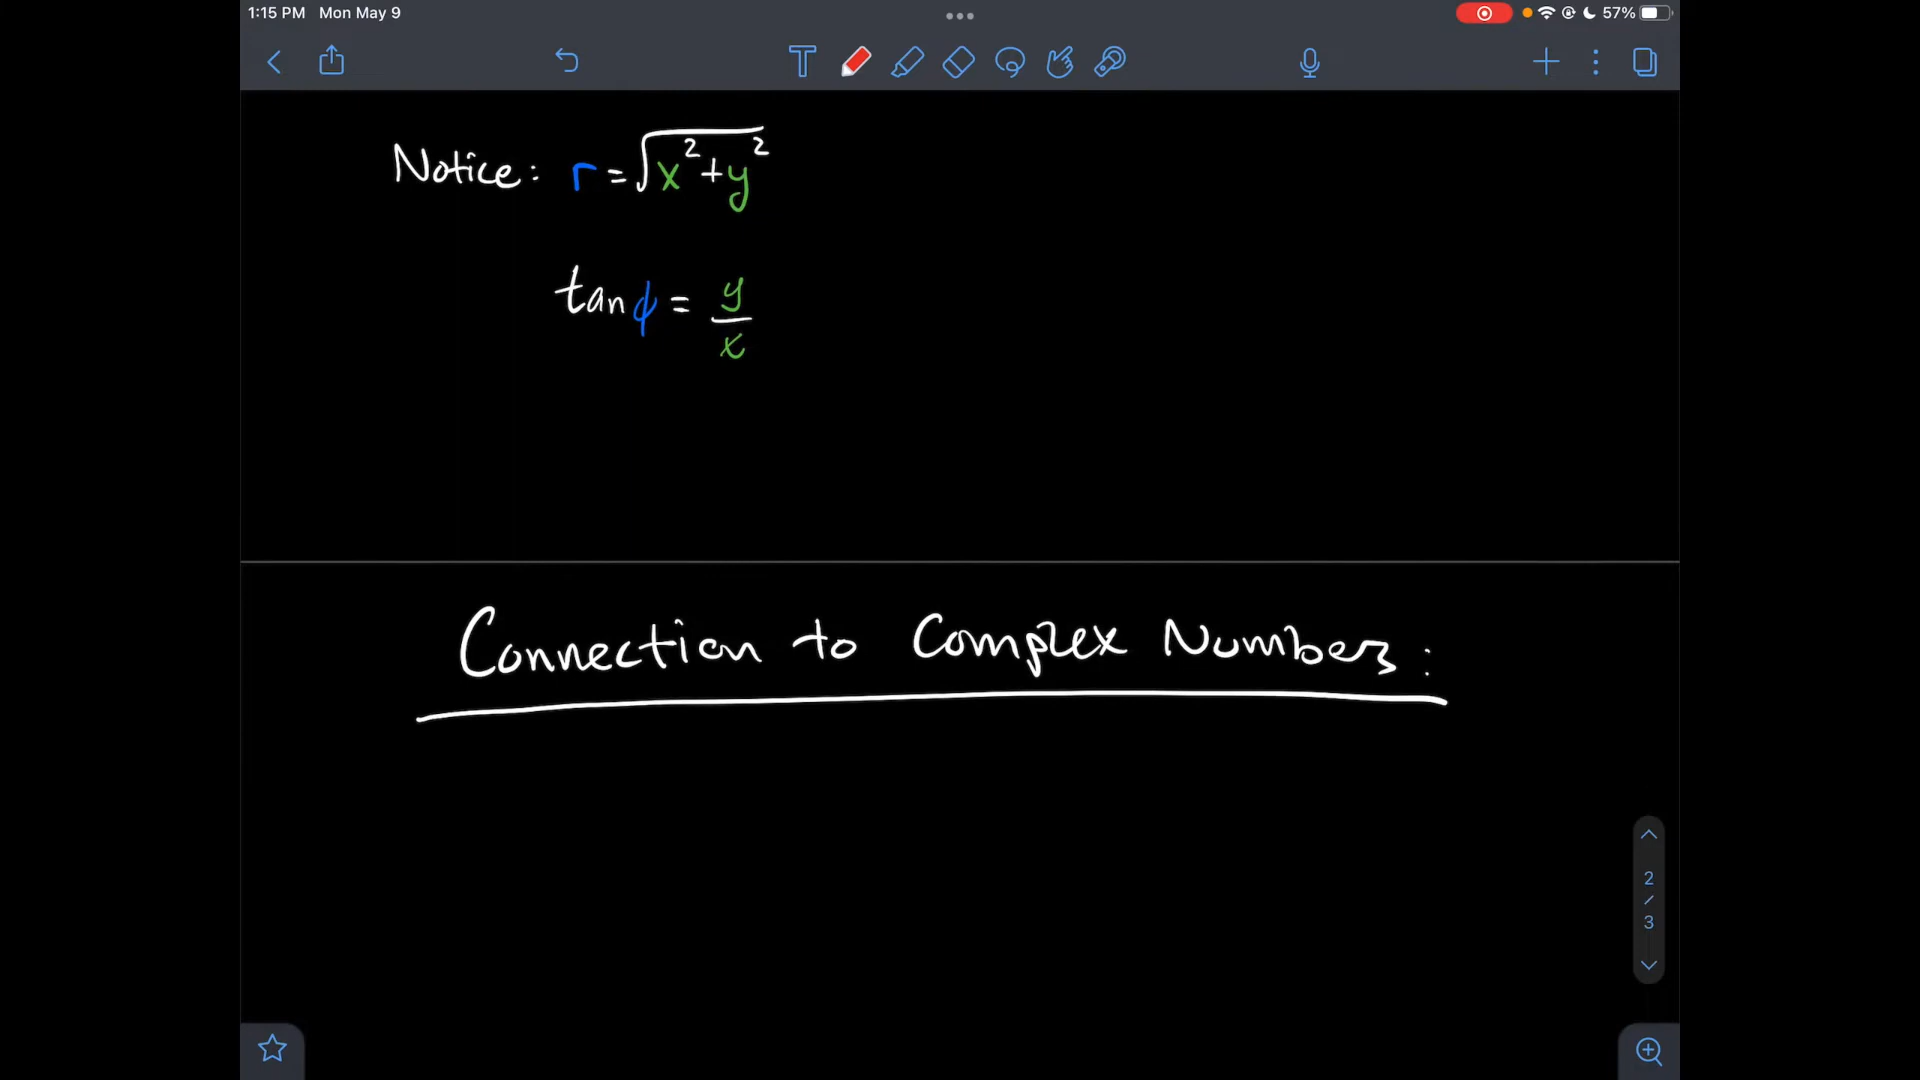 1:15 PM Mon May 9
57%
Notice: r = √x² + y²
tan ϕ = y/x
Connection to Complex Numbers:
2
/
3